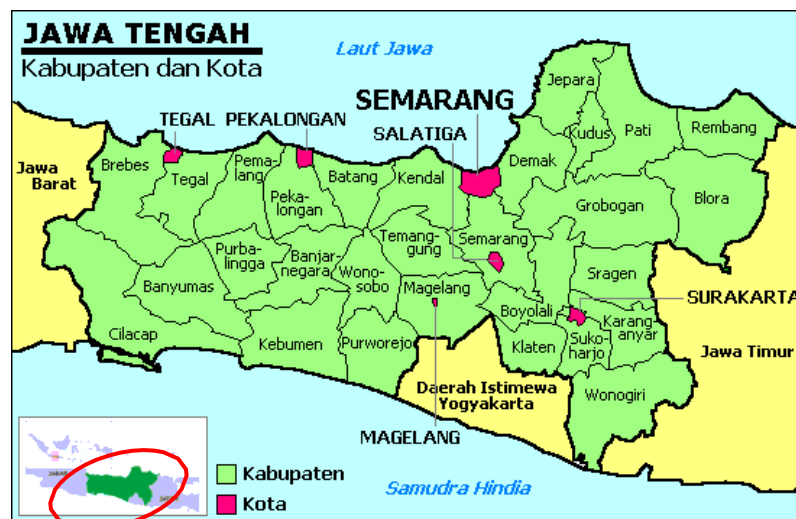 JAWA TENGAH
Kabupaten dan Kota
Laut Jawa
SEMARANG
TEGAL
PEKALONGAN
SALATIGA
Jepara
Kudus
Pati
Rembang
Demak
Blora
Grobogan
Jawa
Barat
Brebes
Tegal
Pema-
lang
Peka-
longan
Batang
Kendal
Temang-
gung
Semarang
Purba-
lingga
Banjar-
negara
Wono-
sobo
Banyumas
Magelang
Boyolali
Sragen
SURAKARTA
Karang-
anyar
Cilacap
Kebumen
Purworejo
Klaten
Suko-
harjo
Jawa Timur
Daerah Istimewa
Yogyakarta
Wonogiri
MAGELANG
Kabupaten
Kota
Samudra Hindia